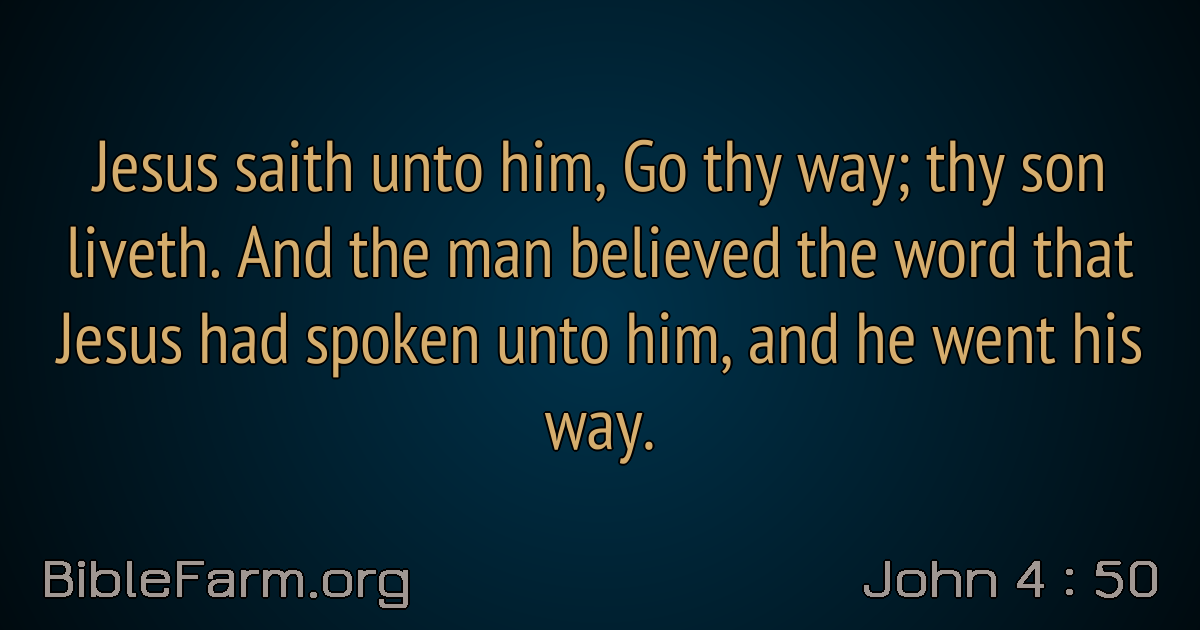 Jesus saith unto him, Go thy way; thy son
liveth. And the man believed the word that
Jesus had spoken unto him, and he went his
way.
BibleFarm.org
John 4 : 50